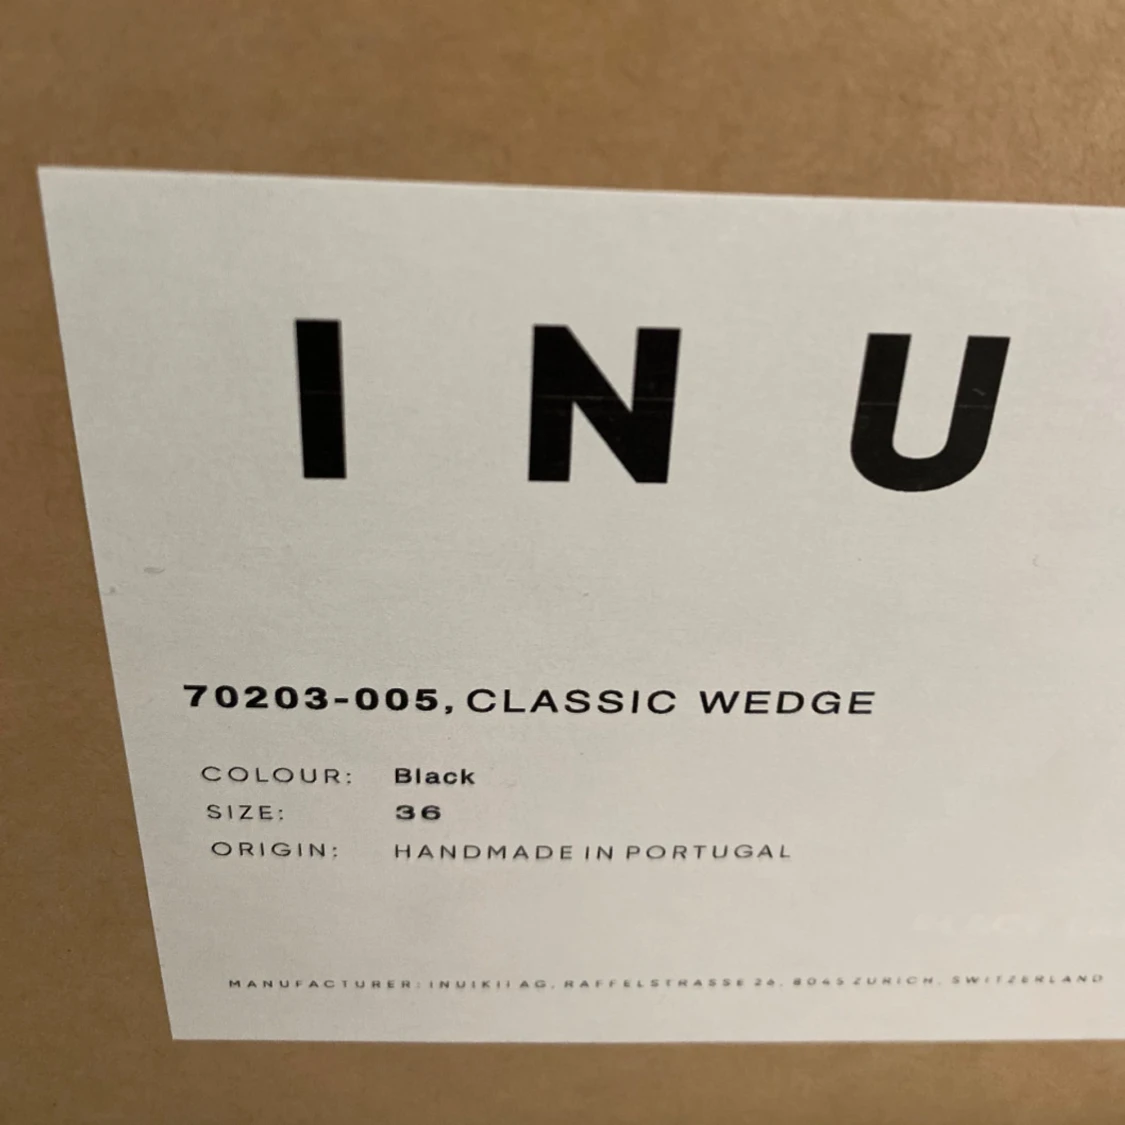 I N U
70203-005, CLASSIC WEDGE
COLOUR: Black
SIZE: 36
ORIGIN: HANDMADE IN PORTUGAL
MANUFACTURER: INUIKII AG, RAFFELSTRASSE 26, 8045 ZURICH, SWITZERLAND